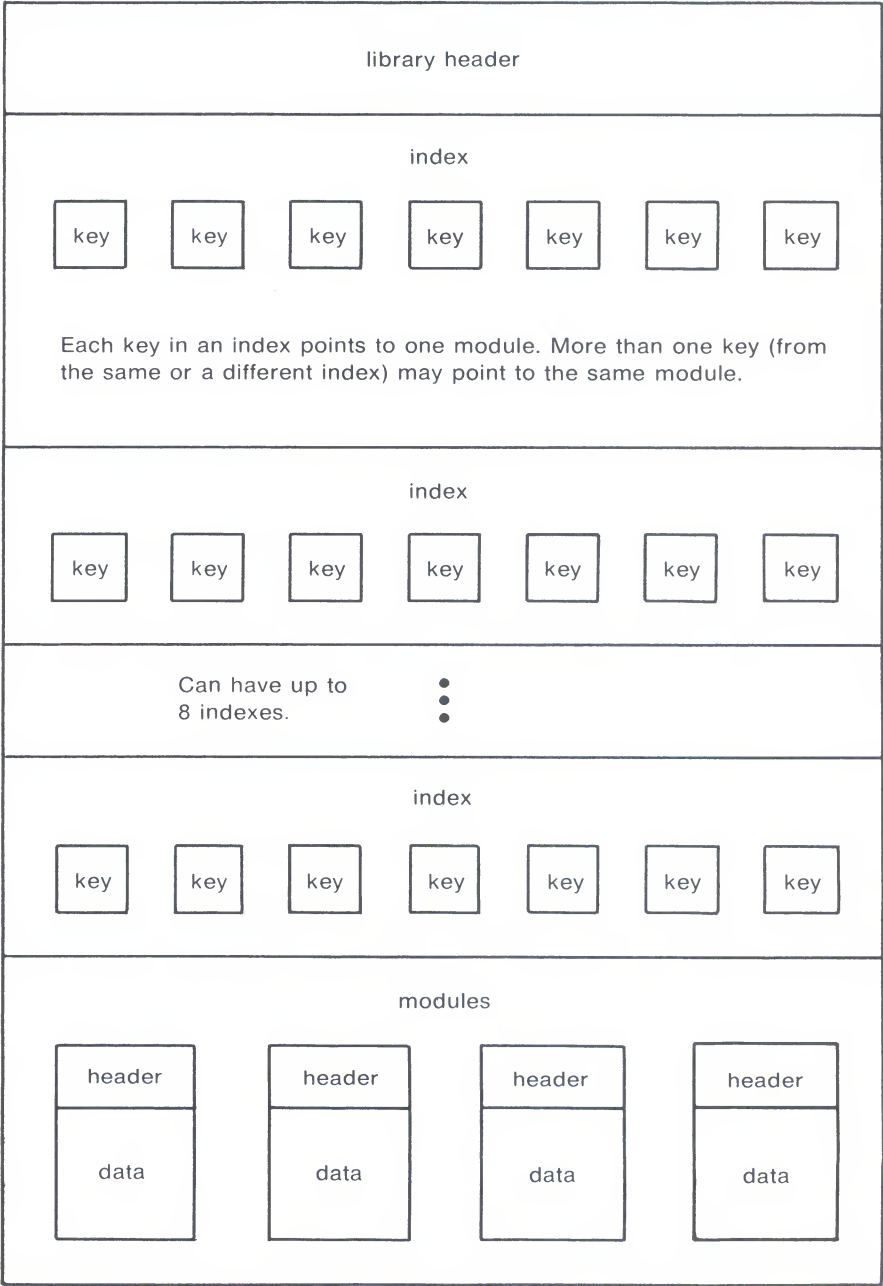 library header
index
key key key key key key key
Each key in an index points to one module. More than one key (from
the same or a different index) may point to the same module.
index
key key key key key key key
Can have up to
8 indexes.
index
key key key key key key key
modules
header header header header
data data data data